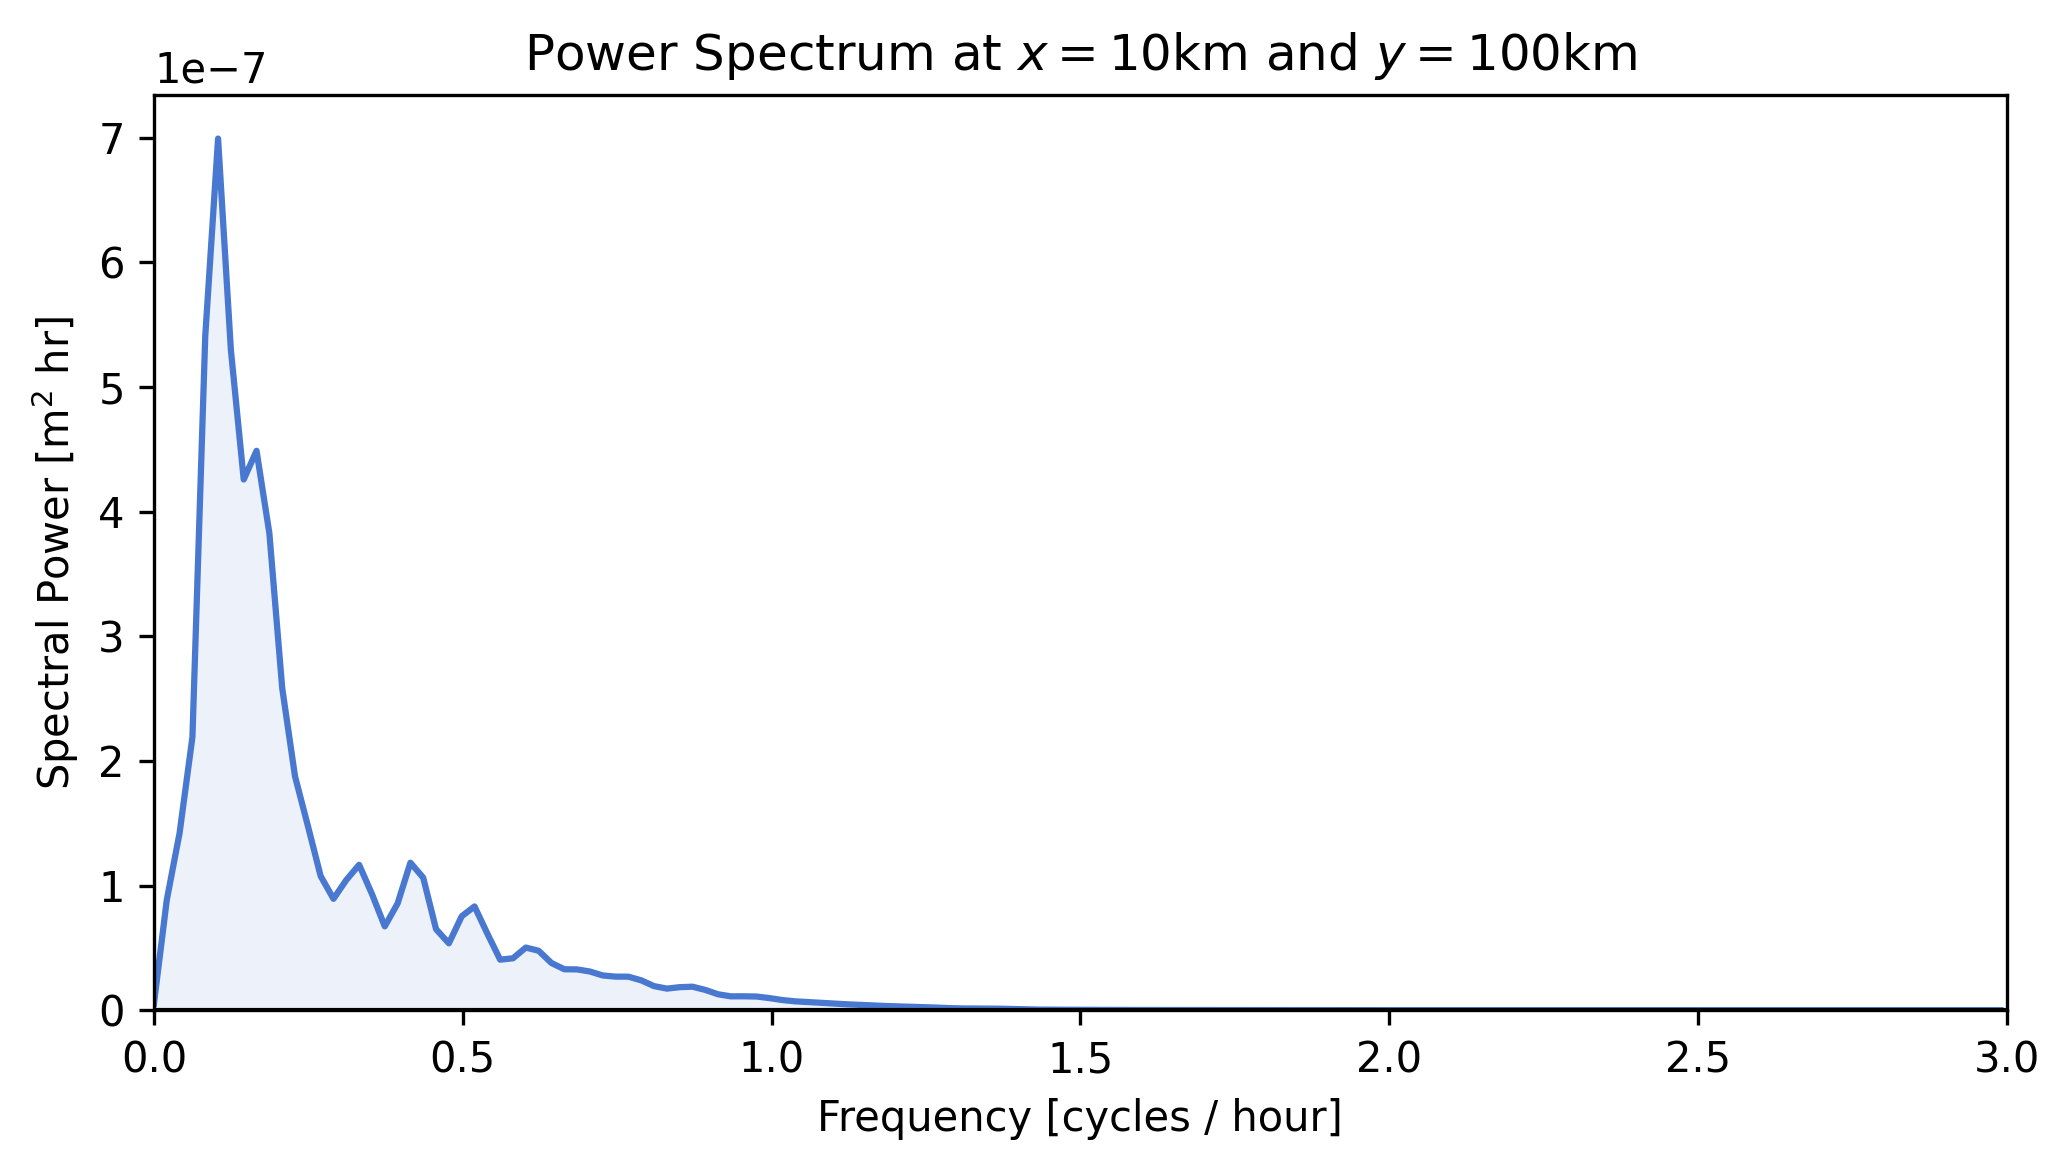 Power Spectrum at x = 10km and y = 100km
1e−7
7
6
5
4
3
2
1
0
Spectral Power [m² hr]
0.0 0.5 1.0 1.5 2.0 2.5 3.0
Frequency [cycles / hour]